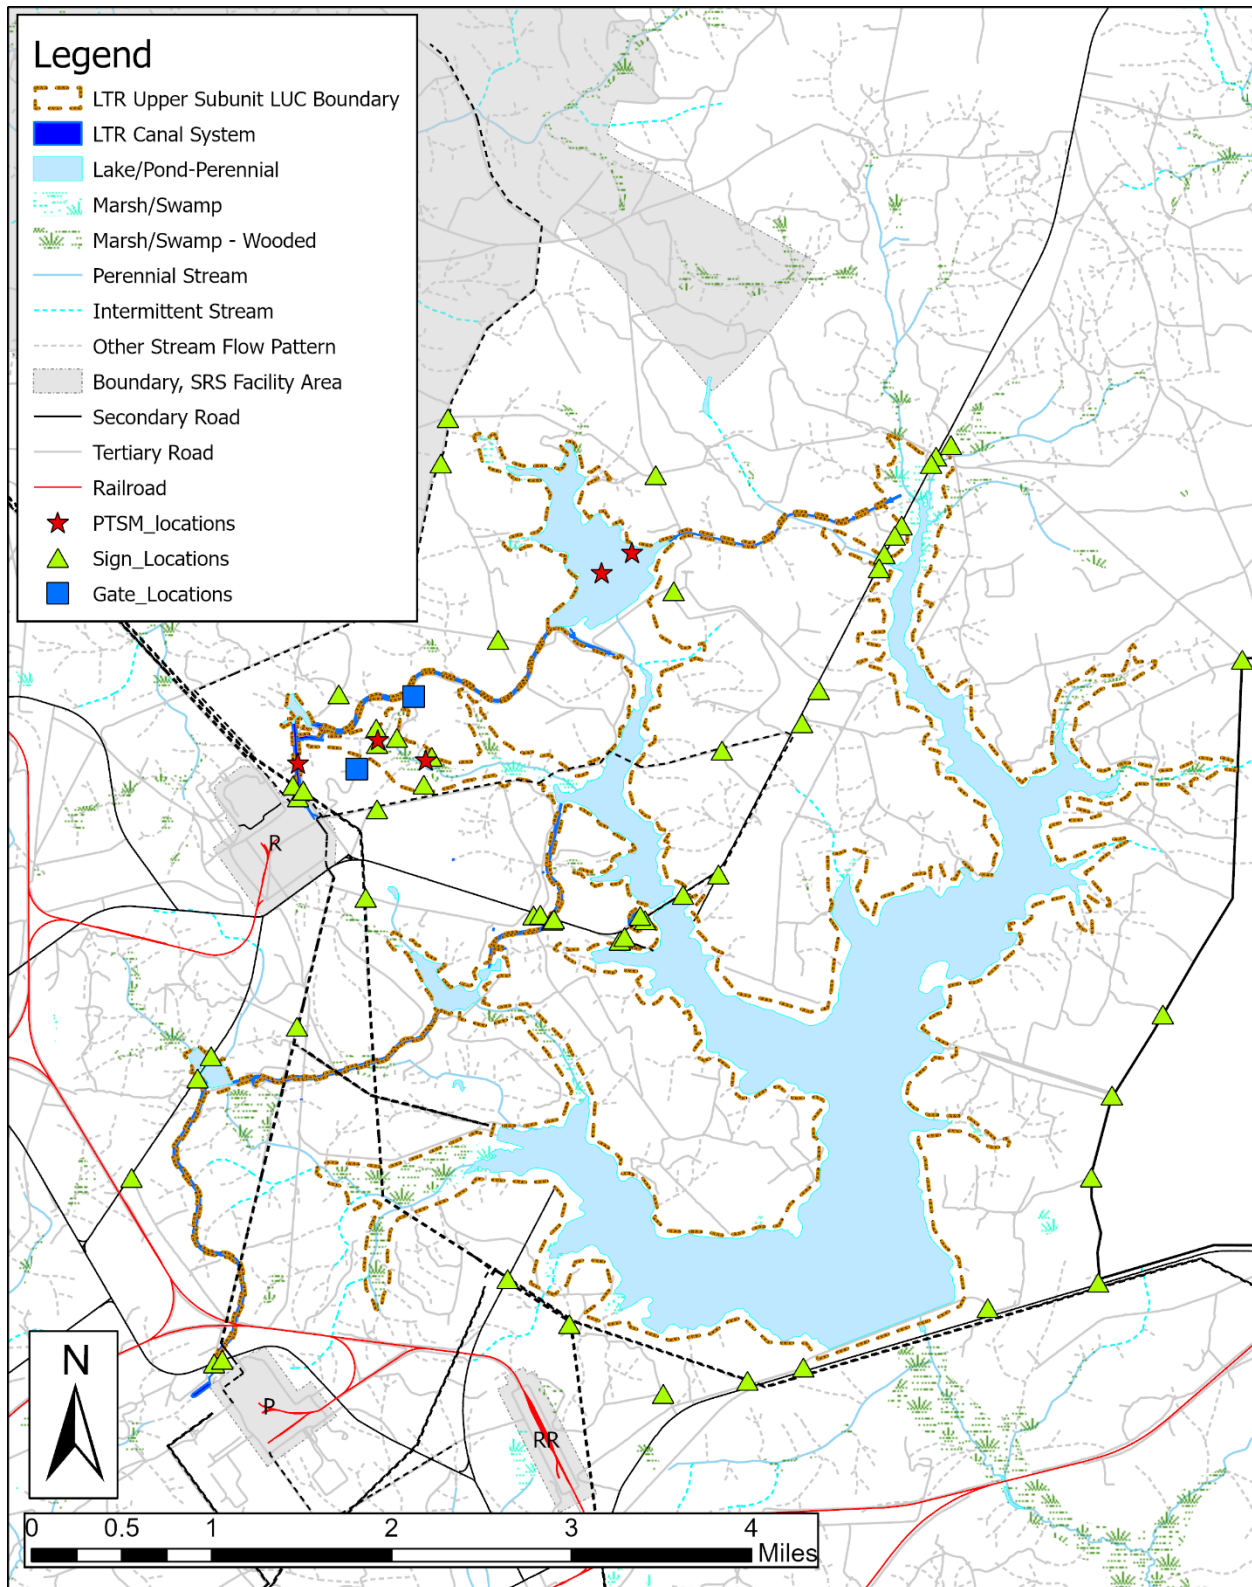 Legend
LTR Upper Subunit LUC Boundary
LTR Canal System
Lake/Pond-Perennial
Marsh/Swamp
Marsh/Swamp - Wooded
Perennial Stream
Intermittent Stream
Other Stream Flow Pattern
Boundary, SRS Facility Area
Secondary Road
Tertiary Road
Railroad
PTSM_locations
Sign_Locations
Gate_Locations
R
N
P
RR
0 0.5 1 2 3 4
Miles